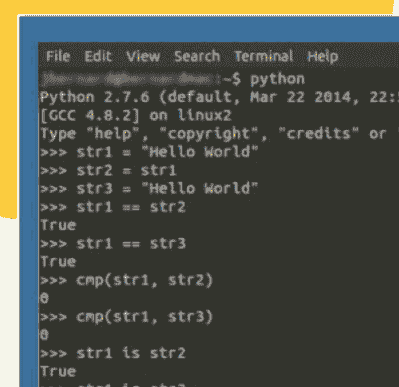 File Edit View Search Terminal Help
:~$ python
Python 2.7.6 (default, Mar 22 2014, 22:
[GCC 4.8.2] on linux2
Type "help", "copyright", "credits" or
>>> str1 = "Hello World"
>>> str2 = str1
>>> str3 = "Hello World"
>>> str1 == str2
True
>>> str1 == str3
True
>>> cmp(str1, str2)
0
>>> cmp(str1, str3)
0
>>> str1 is str2
True